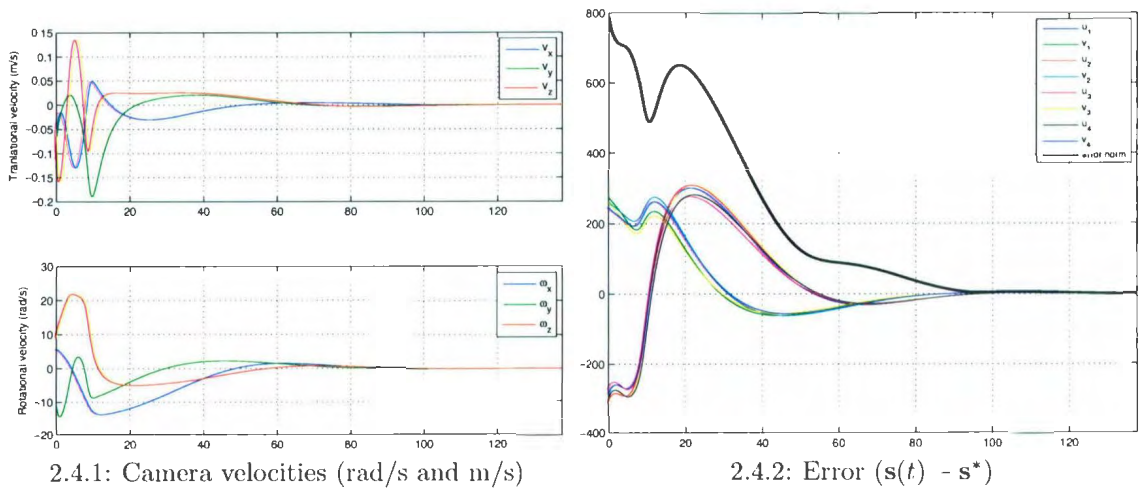 0.15
0.1
0.05
0
−0.05
−0.1
−0.15
−0.2
Tranlational velocity (m/s)
0 20 40 60 80 100 120
v_x
v_y
v_z
30
20
10
0
−10
−20
Rotational velocity (rad/s)
0 20 40 60 80 100 120
ω_x
ω_y
ω_z
2.4.1: Camera velocities (rad/s and m/s)
800
600
400
200
0
−200
−400
0 20 40 60 80 100 120
u_1
v_1
u_2
v_2
u_3
v_3
u_4
v_4
error norm
2.4.2: Error (s(t) - s*)